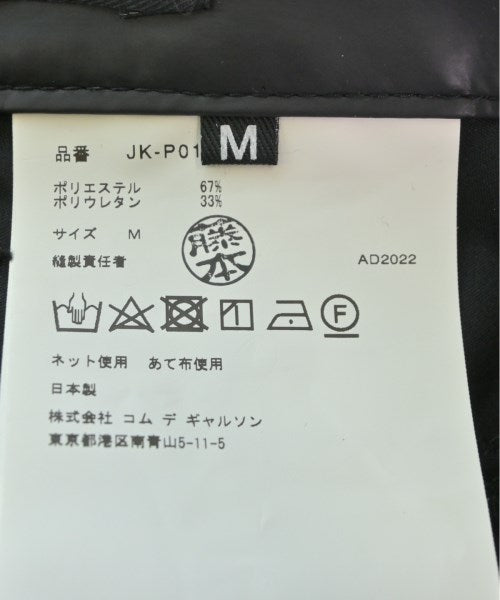 品番 JK-P01
M
ポリエステル 67%
ポリウレタン 33%
サイズ M
藤本
縫製責任者
AD2022
F
ネット使用 あて布使用
日本製
株式会社 コム デ ギャルソン
東京都港区南青山5-11-5